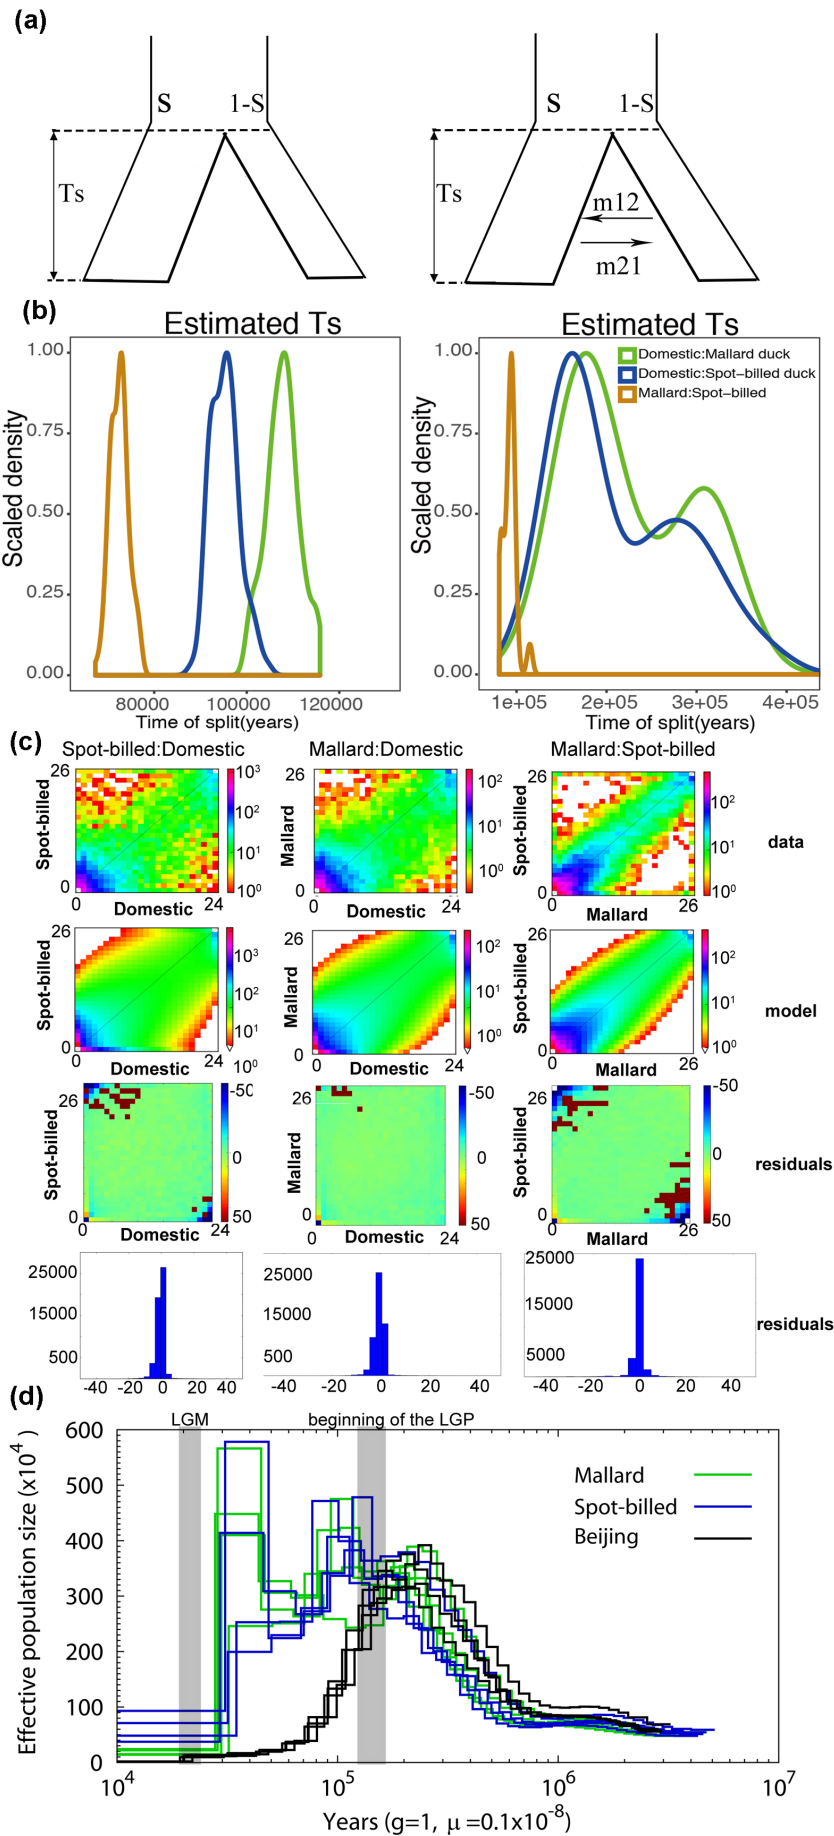 (a)
S 1-S S 1-S
Ts Ts
m12
m21
(b)
Estimated Ts Estimated Ts
Scaled density
1.00
0.75
0.50
0.25
0.00
80000 100000 120000
Time of split(years)
Scaled density
1.00
0.75
0.50
0.25
0.00
Domestic:Mallard duck
Domestic:Spot-billed duck
Mallard:Spot-billed
1e+05 2e+05 3e+05 4e+05
Time of split(years)
(c)
Spot-billed:Domestic Mallard:Domestic Mallard:Spot-billed
Spot-billed
26
0
0 Domestic 24
10³
10²
10¹
10⁰
Mallard
26
0
0 Domestic 24
10²
10¹
10⁰
Spot-billed
26
0
0 Mallard 26
10²
10¹
10⁰
data
Spot-billed
26
0
0 Domestic 24
10³
10²
10¹
10⁰
Mallard
26
0
0 Domestic 24
10²
10¹
10⁰
Spot-billed
26
0
0 Mallard 26
10²
10¹
10⁰
model
Spot-billed
26
0
0 Domestic 24
-50
0
50
Mallard
26
0
0 Domestic 24
-50
0
50
Spot-billed
26
0
0 Mallard 26
-50
0
50
residuals
25000
15000
500
-40 -20 0 20 40
25000
15000
500
-40 -20 0 20 40
25000
15000
5000
-40 -20 0 20 40
residuals
(d)
LGM beginning of the LGP
Effective population size (x10⁴ )
600
500
400
300
200
100
0
Mallard
Spot-billed
Beijing
10⁴ 10⁵ 10⁶ 10⁷
Years (g=1, μ =0.1x10⁻⁸)